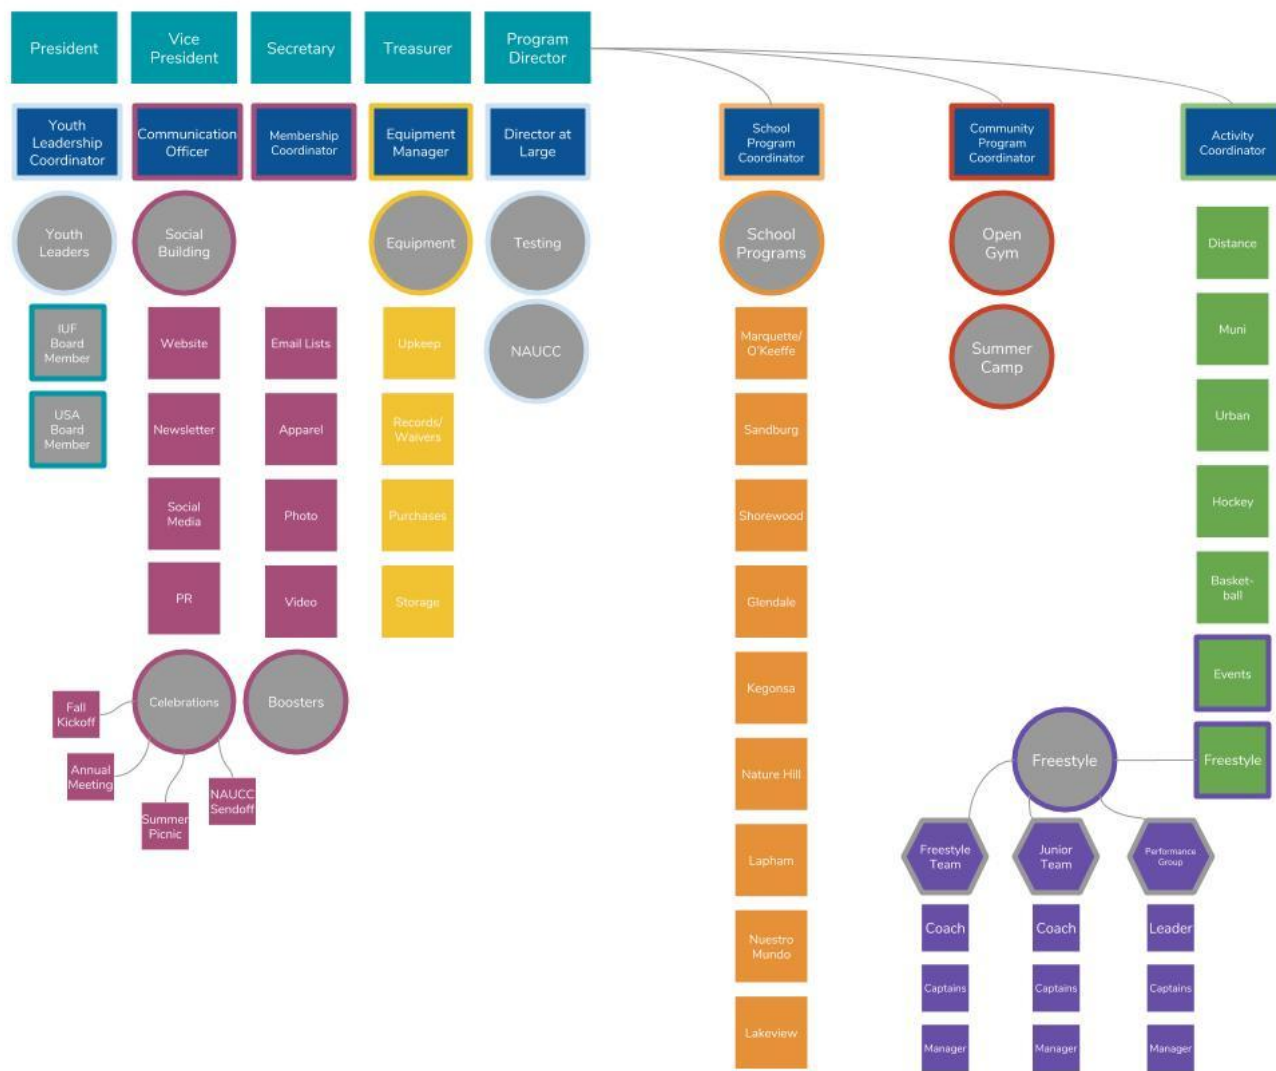 President
Vice
President
Secretary
Treasurer
Program
Director
Youth
Leadership
Coordinator
Communication
Officer
Membership
Coordinator
Equipment
Manager
Director at
Large
School
Program
Coordinator
Community
Program
Coordinator
Activity
Coordinator
Youth
Leaders
Social
Building
Equipment
Testing
School
Programs
Open
Gym
Distance
IUF
Board
Member
Website
Email Lists
Upkeep
NAUCC
Marquette/
O'Keeffe
Summer
Camp
Muni
USA
Board
Member
Newsletter
Apparel
Records/
Waivers
Sandburg
Urban
Social
Media
Photo
Purchases
Shorewood
Hockey
PR
Video
Storage
Glendale
Basket-
ball
Fall
Kickoff
Celebrations
Boosters
Kegonsa
Events
Annual
Meeting
Summer
Picnic
NAUCC
Sendoff
Nature Hill
Freestyle
Freestyle
Lapham
Freestyle
Team
Junior
Team
Performance
Group
Nuestro
Mundo
Coach
Coach
Leader
Captains
Captains
Captains
Lakeview
Manager
Manager
Manager